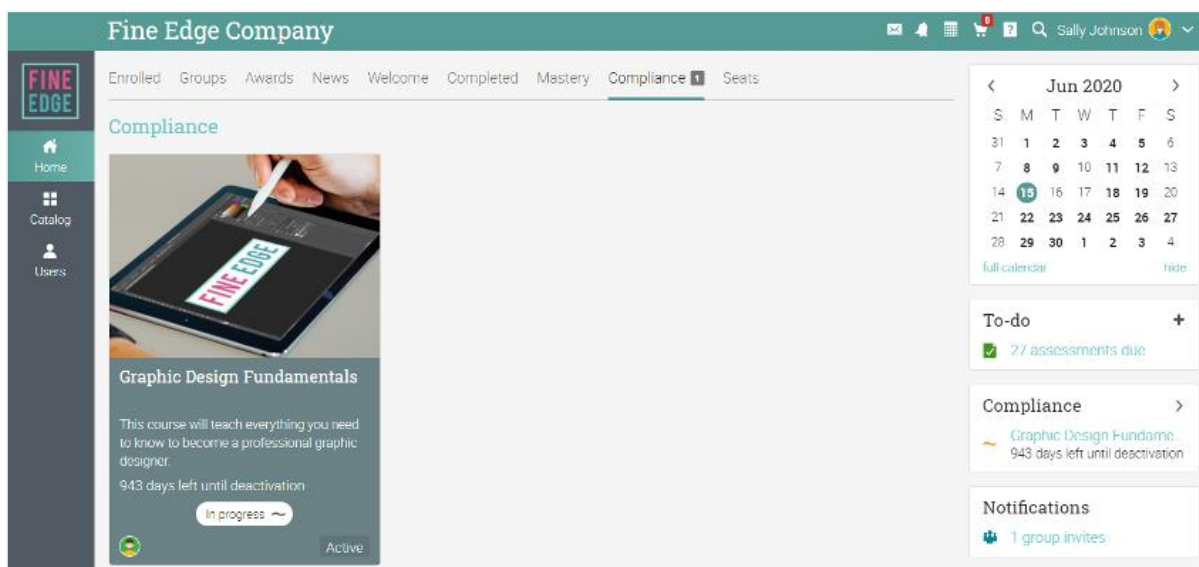 Fine Edge Company
0
?
Sally Johnson
FINE
EDGE
Home
Catalog
Users
Enrolled Groups Awards News Welcome Completed Mastery Compliance 1 Seats
Compliance
FINE EDGE
Graphic Design Fundamentals
This course will teach everything you need
to know to become a professional graphic
designer.
943 days left until deactivation
In progress
Active
< Jun 2020 >
S M T W T F S
31 1 2 3 4 5 6
7 8 9 10 11 12 13
14 15 16 17 18 19 20
21 22 23 24 25 26 27
28 29 30 1 2 3 4
full calendar hide
To-do +
27 assessments due
Compliance >
Graphic Design Fundame...
943 days left until deactivation
Notifications
1 group invites